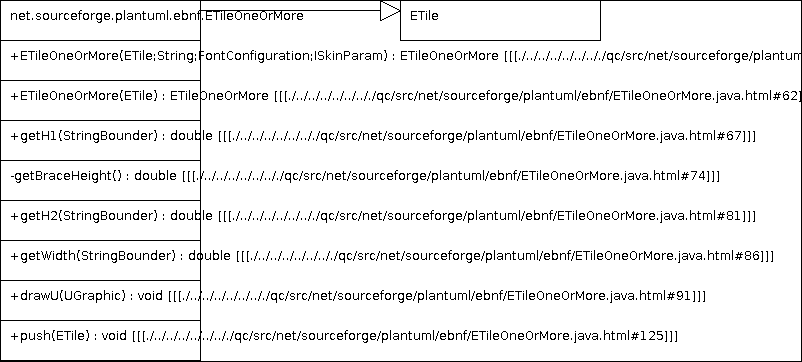 net.sourceforge.plantuml.ebnf.ETileOneOrMore
ETile
+ETileOneOrMore(ETile;String;FontConfiguration;ISkinParam) : ETileOneOrMore [[[./../../../../../../../qc/src/net/sourceforge/plantum
+ETileOneOrMore(ETile) : ETileOneOrMore [[[./../../../../../../../qc/src/net/sourceforge/plantuml/ebnf/ETileOneOrMore.java.html#62]
+getH1(StringBounder) : double [[[./../../../../../../../qc/src/net/sourceforge/plantuml/ebnf/ETileOneOrMore.java.html#67]]]
-getBraceHeight() : double [[[./../../../../../../../qc/src/net/sourceforge/plantuml/ebnf/ETileOneOrMore.java.html#74]]]
+getH2(StringBounder) : double [[[./../../../../../../../qc/src/net/sourceforge/plantuml/ebnf/ETileOneOrMore.java.html#81]]]
+getWidth(StringBounder) : double [[[./../../../../../../../qc/src/net/sourceforge/plantuml/ebnf/ETileOneOrMore.java.html#86]]]
+drawU(UGraphic) : void [[[./../../../../../../../qc/src/net/sourceforge/plantuml/ebnf/ETileOneOrMore.java.html#91]]]
+push(ETile) : void [[[./../../../../../../../qc/src/net/sourceforge/plantuml/ebnf/ETileOneOrMore.java.html#125]]]